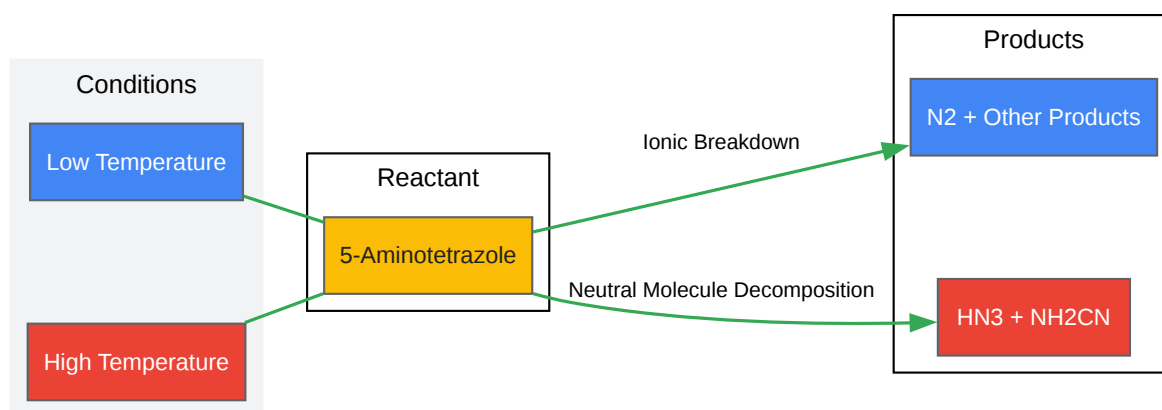 Conditions
Low Temperature
High Temperature
Reactant
5-Aminotetrazole
Ionic Breakdown
Neutral Molecule Decomposition
Products
N2 + Other Products
HN3 + NH2CN